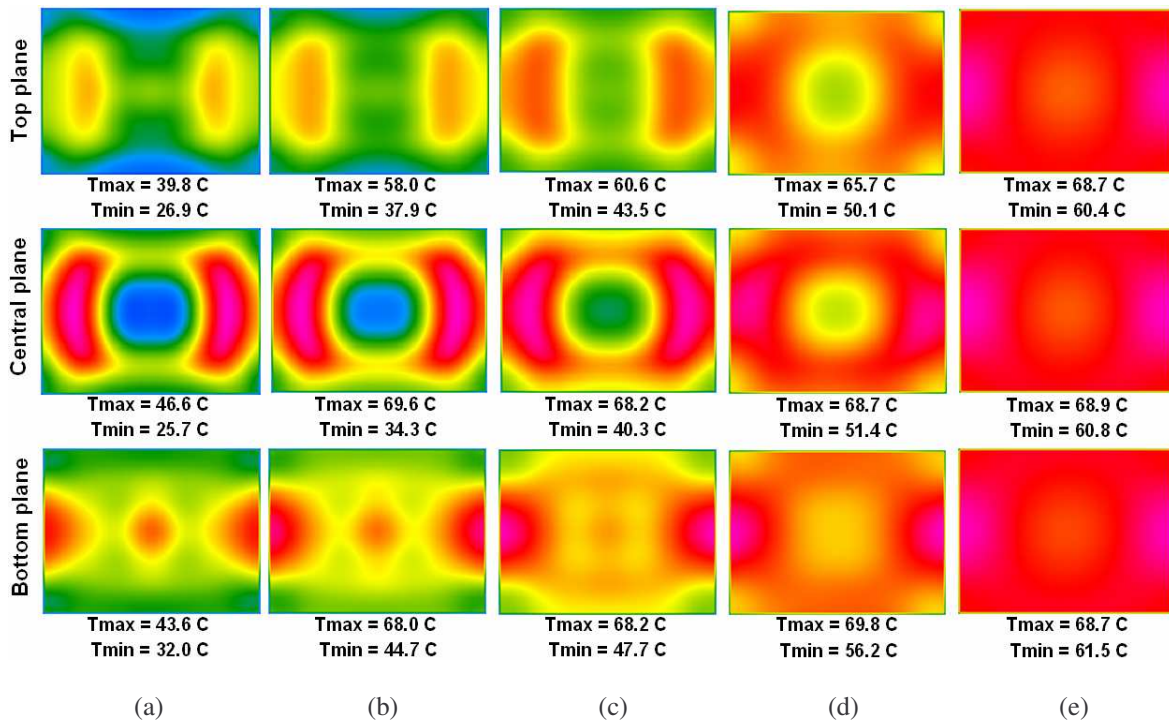 Top plane
Tmax = 39.8 C
Tmin = 26.9 C
Tmax = 58.0 C
Tmin = 37.9 C
Tmax = 60.6 C
Tmin = 43.5 C
Tmax = 65.7 C
Tmin = 50.1 C
Tmax = 68.7 C
Tmin = 60.4 C
Central plane
Tmax = 46.6 C
Tmin = 25.7 C
Tmax = 69.6 C
Tmin = 34.3 C
Tmax = 68.2 C
Tmin = 40.3 C
Tmax = 68.7 C
Tmin = 51.4 C
Tmax = 68.9 C
Tmin = 60.8 C
Bottom plane
Tmax = 43.6 C
Tmin = 32.0 C
Tmax = 68.0 C
Tmin = 44.7 C
Tmax = 68.2 C
Tmin = 47.7 C
Tmax = 69.8 C
Tmin = 56.2 C
Tmax = 68.7 C
Tmin = 61.5 C
(a)
(b)
(c)
(d)
(e)